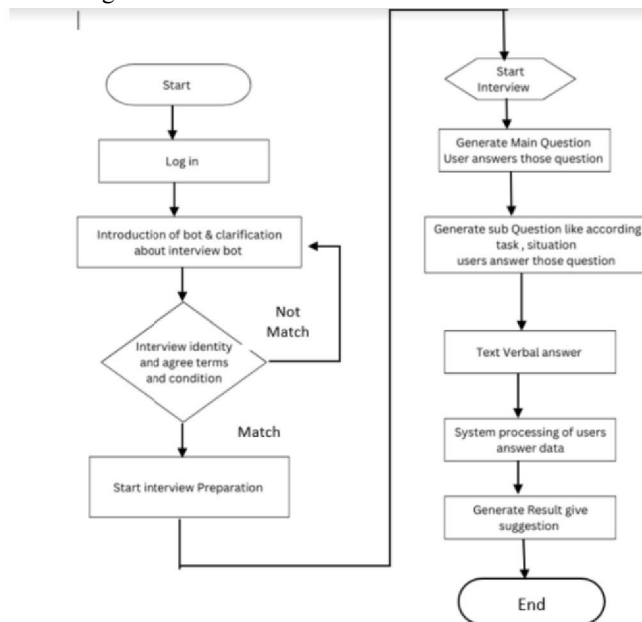 Start
Log in
Introduction of bot & clarification
about interview bot
Not
Match
Interview identity
and agree terms
and condition
Match
Start interview Preparation
Start
Interview
Generate Main Question
User answers those question
Generate sub Question like according
task , situation
users answer those question
Text Verbal answer
System processing of users
answer data
Generate Result give
suggestion
End